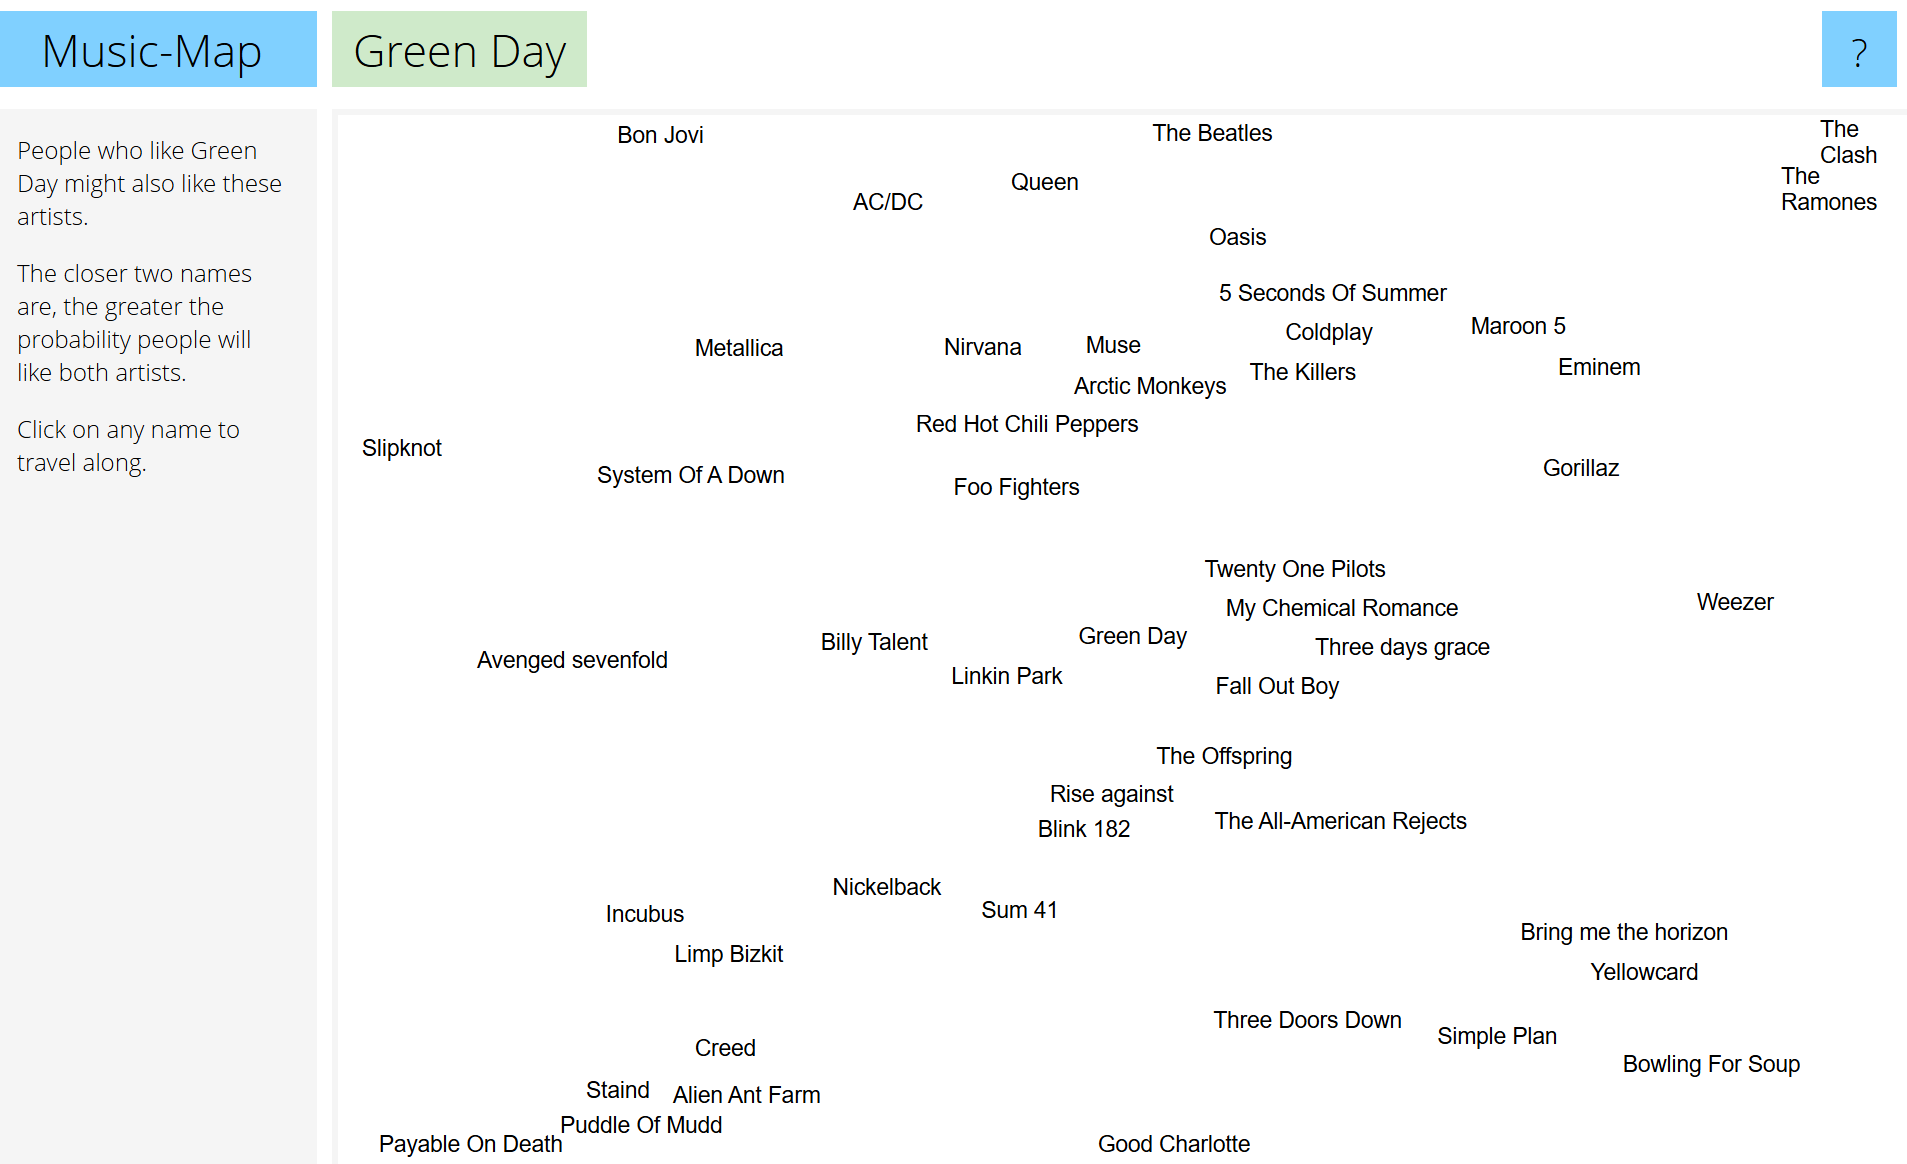 Music-Map
Green Day
?
People who like Green
Day might also like these
artists.
The closer two names
are, the greater the
probability people will
like both artists.
Click on any name to
travel along.
Bon Jovi
The Beatles
The
Clash
Queen
The
Ramones
AC/DC
Oasis
5 Seconds Of Summer
Maroon 5
Coldplay
Metallica
Nirvana
Muse
Eminem
The Killers
Arctic Monkeys
Red Hot Chili Peppers
Slipknot
System Of A Down
Gorillaz
Foo Fighters
Twenty One Pilots
Weezer
My Chemical Romance
Green Day
Billy Talent
Three days grace
Avenged sevenfold
Linkin Park
Fall Out Boy
The Offspring
Rise against
The All-American Rejects
Blink 182
Nickelback
Sum 41
Incubus
Bring me the horizon
Limp Bizkit
Yellowcard
Three Doors Down
Simple Plan
Creed
Bowling For Soup
Staind
Alien Ant Farm
Puddle Of Mudd
Payable On Death
Good Charlotte